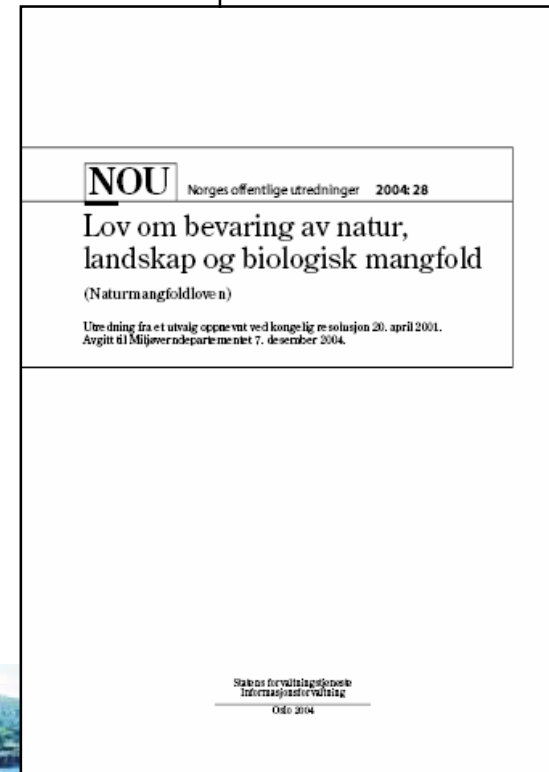 NOU Norges offentlige utredninger 2004: 28
Lov om bevaring av natur,
landskap og biologisk mangfold
(Naturmangfoldloven)
Utredning fra et utvalg oppnevnt ved kongelig resolusjon 20. april 2001.
Avgitt til Miljøverndepartementet 7. desember 2004.
Statens forvaltningstjeneste
Informasjonsforvaltning
Oslo 2004